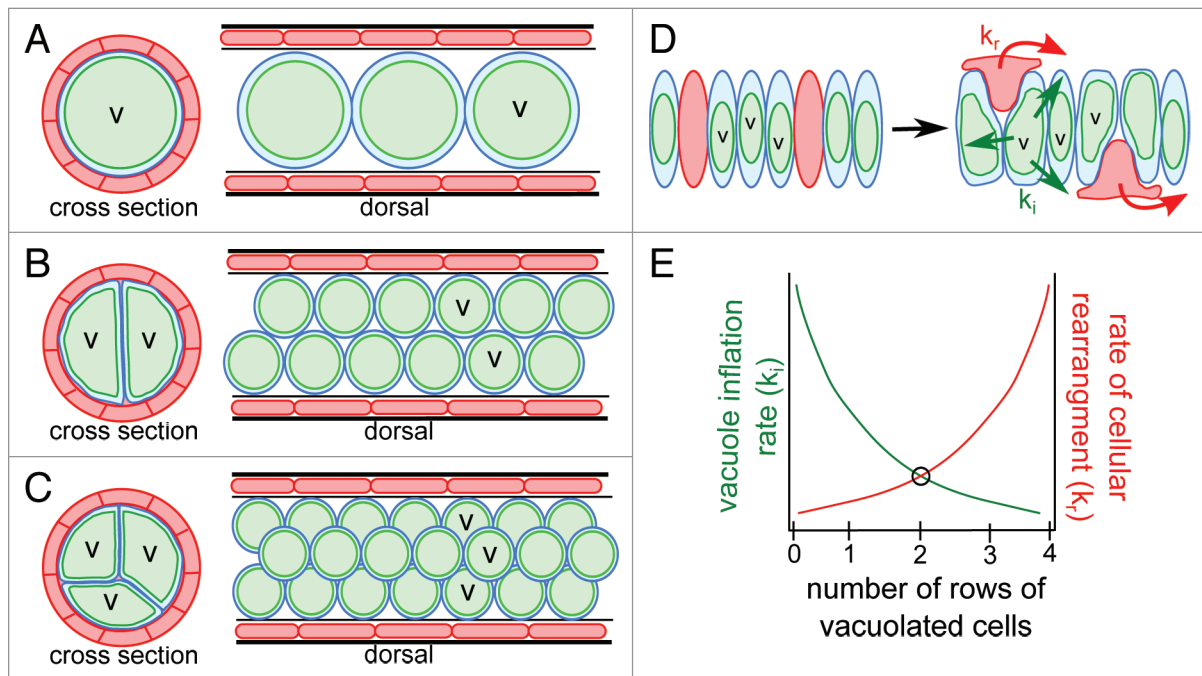 A
v
v
cross section
dorsal
B
v
v
v
v
cross section
dorsal
C
v
v
v
v
v
v
cross section
dorsal
D
kr
v
v
v
v
v
v
ki
E
vacuole inflation
rate (ki)
rate of cellular
rearrangment (kr)
0
1
2
3
4
number of rows of
vacuolated cells